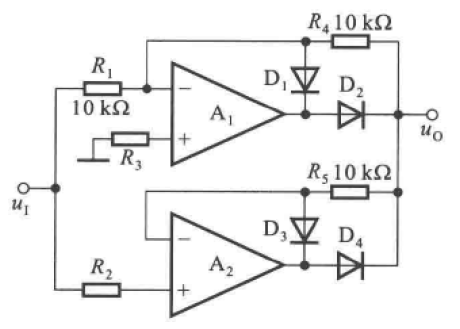 R₄ 10 kΩ
R₁
10 kΩ
D₁
D₂
−
A₁
+
R₃
uₒ
R₅ 10 kΩ
uᵢ
D₃
D₄
−
A₂
R₂
+